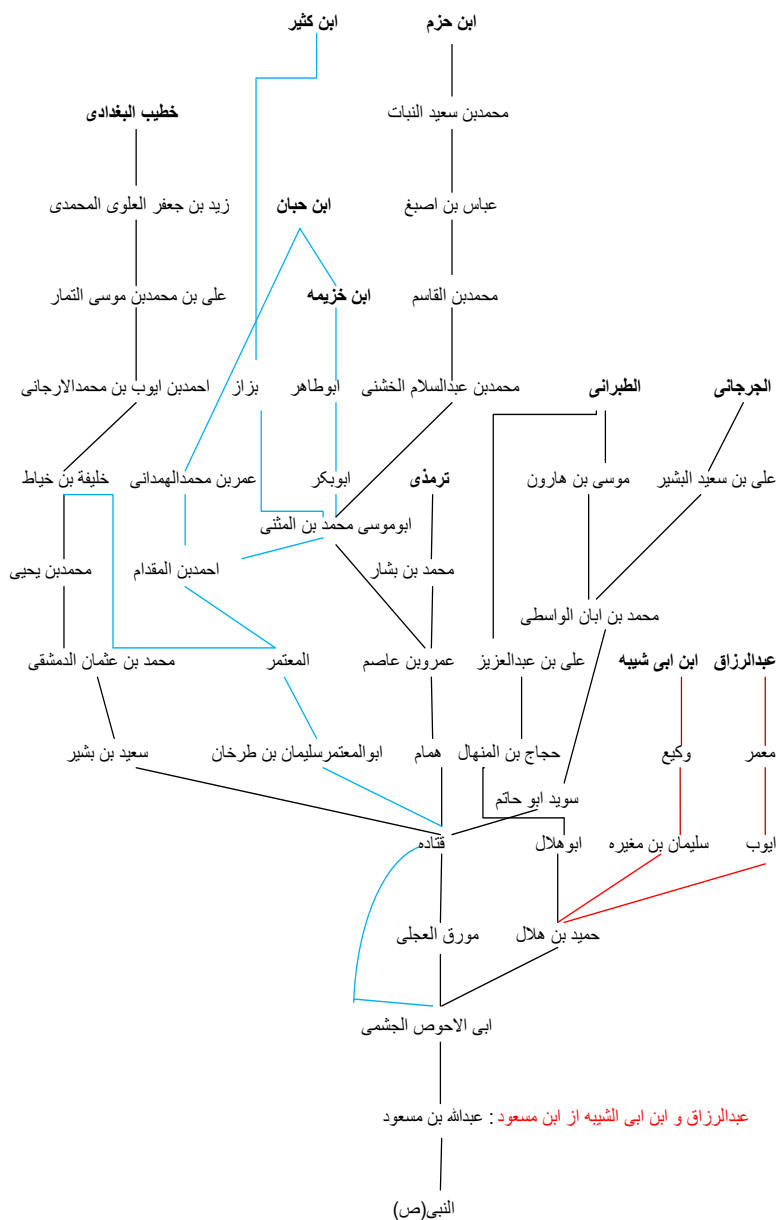 ابن حزم
ابن کثیر
محمدبن سعید النبات
خطیب البغدادی
عباس بن اصبغ
ابن حبان
زید بن جعفر العلوی المحمدی
محمدبن القاسم
ابن خزیمه
علی بن محمدبن موسی التمار
الجرجانی
الطبرانی
محمدبن عبدالسلام الخشنی
ابوطاهر
بزاز
احمدبن ایوب بن محمدالارجانی
علی بن سعید البشیر
موسی بن هارون
ترمذی
ابوبکر
عمربن محمدالهمدانی
خلیفة بن خیاط
ابوموسی محمد بن المثنی
محمد بن بشار
احمدبن المقدام
محمدبن یحیی
محمد بن ابان الواسطی
عبدالرزاق
ابن ابی شیبه
علی بن عبدالعزیز
عمروبن عاصم
المعتمر
محمد بن عثمان الدمشقی
معمر
وکیع
حجاج بن المنهال
همام
ابوالمعتمرسلیمان بن طرخان
سعید بن بشیر
سوید ابو حاتم
ایوب
سلیمان بن مغیره
ابوهلال
قتاده
حمید بن هلال
مورق العجلی
ابی الاحوص الجشمی
عبدالرزاق و ابن ابی الشیبه از ابن مسعود : عبدالله بن مسعود
النبی(ص)